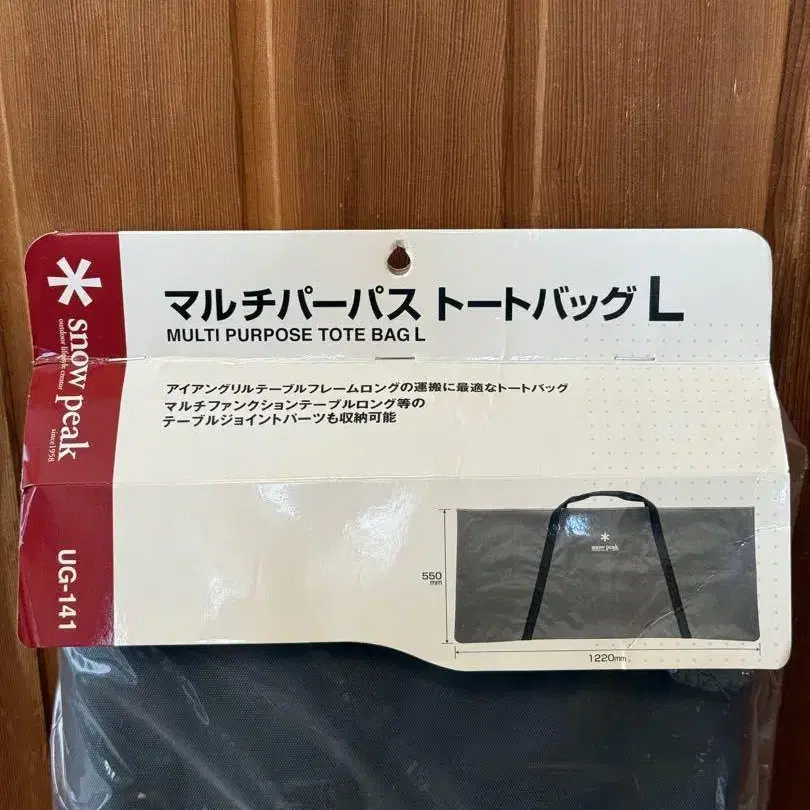 マルチパーパス トートバッグ L
MULTI PURPOSE TOTE BAG L
snow peak
outdoor lifestyle creator
since1958
アイアングリルテーブルフレームロングの運搬に最適なトートバッグ
マルチファンクションテーブルロング等の
テーブルジョイントパーツも収納可能
UG-141
550
mm
snow peak
1220mm